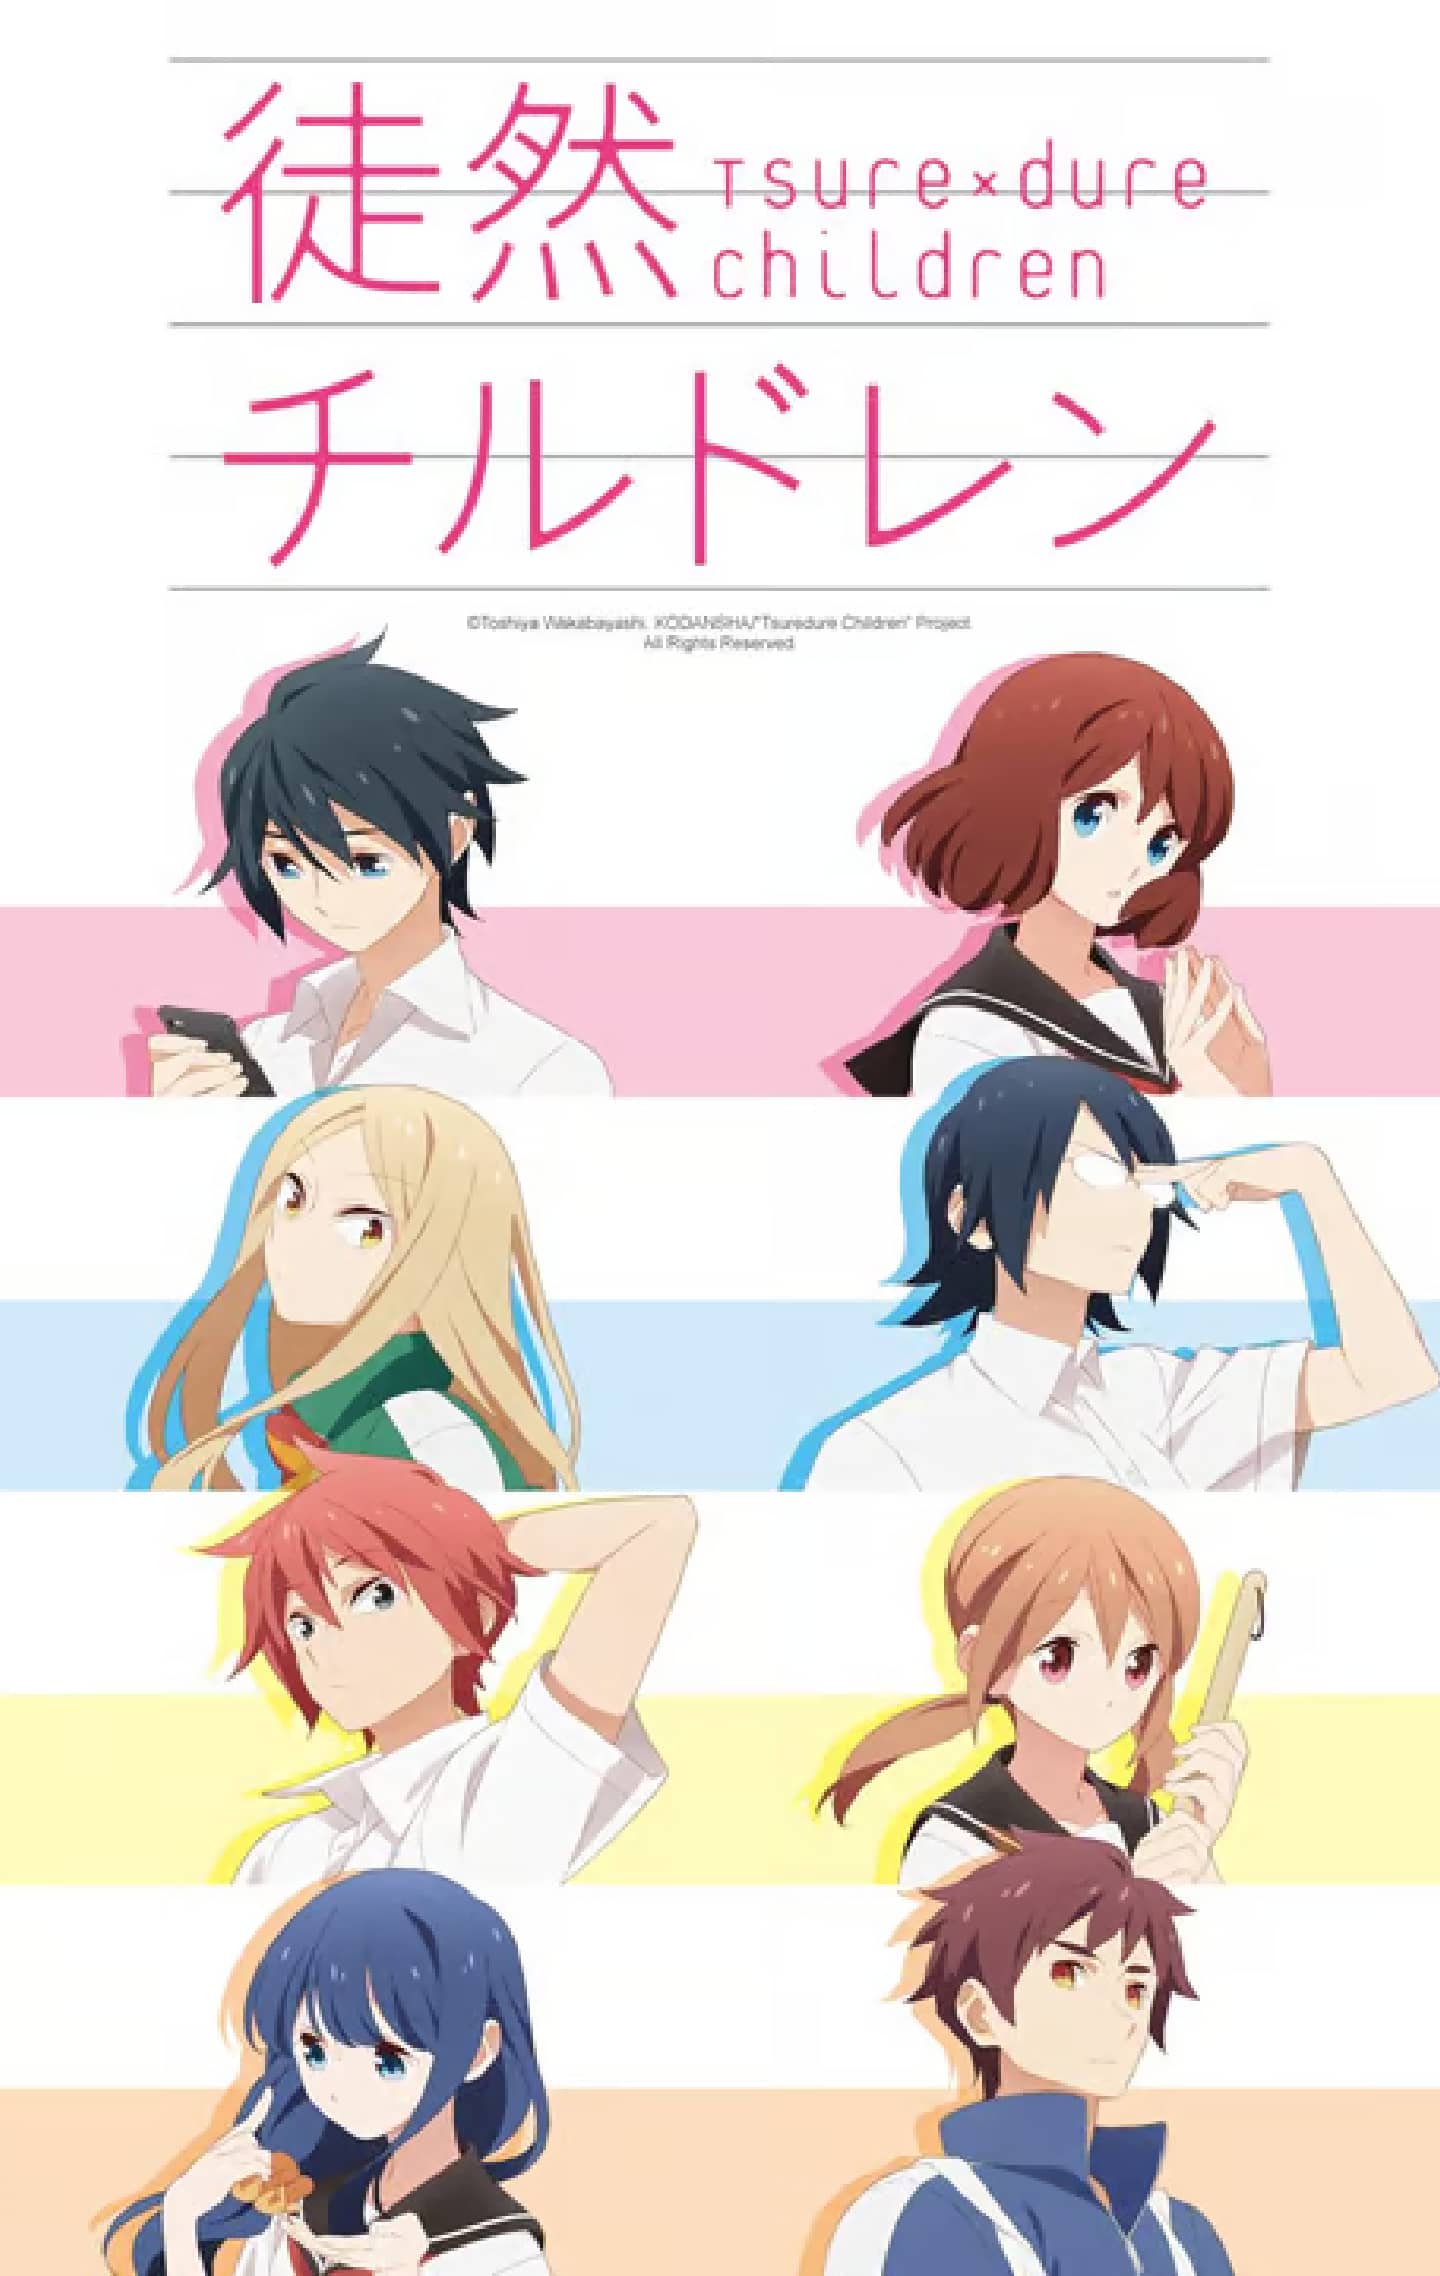 徒然
Tsure×dure
children
チルドレン
©Toshiya Wakabayashi, KODANSHA/"Tsuredure Children" Project
All Rights Reserved.